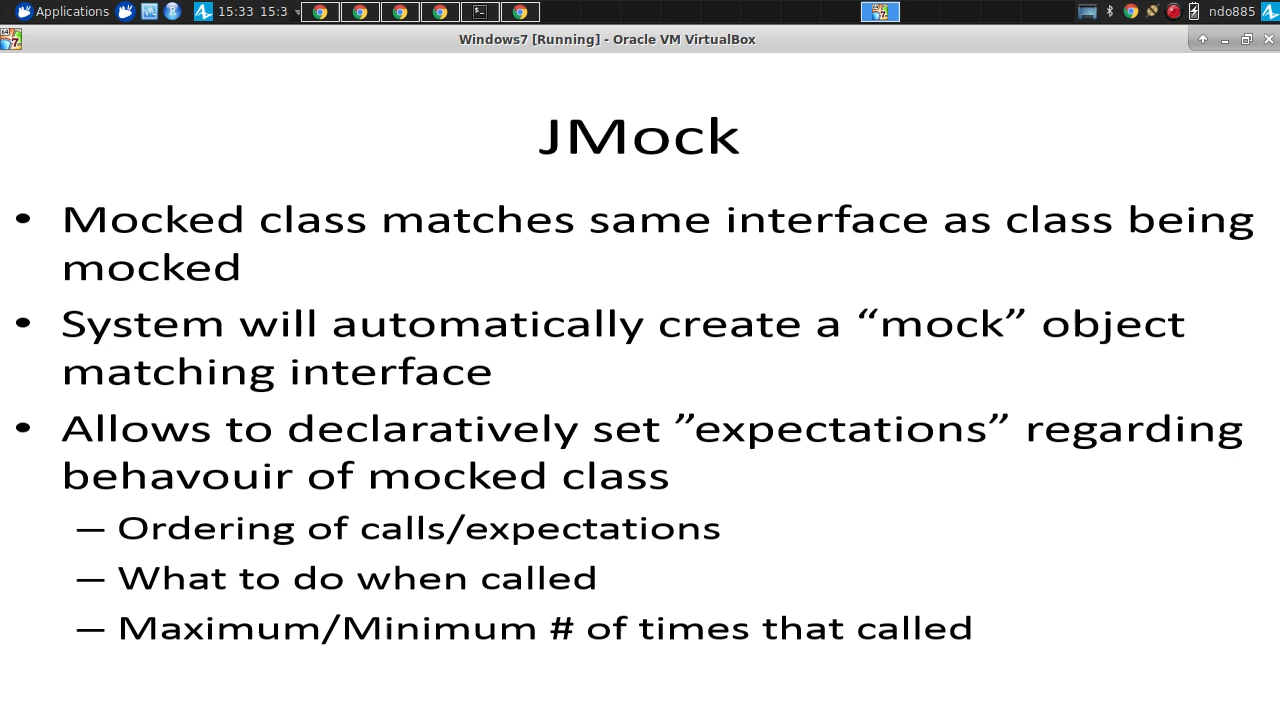 Applications 15:33 15:3 ndo885
Windows7 [Running] - Oracle VM VirtualBox
JMock
• Mocked class matches same interface as class being
mocked
• System will automatically create a “mock” object
matching interface
• Allows to declaratively set ”expectations” regarding
behavouir of mocked class
— Ordering of calls/expectations
— What to do when called
— Maximum/Minimum # of times that called